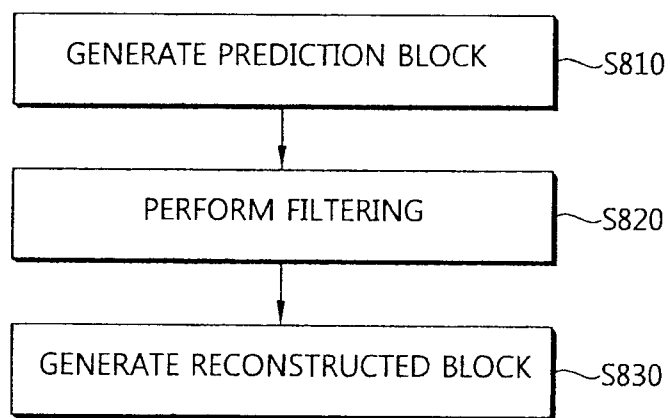 GENERATE PREDICTION BLOCK
S810
PERFORM FILTERING
S820
GENERATE RECONSTRUCTED BLOCK
S830